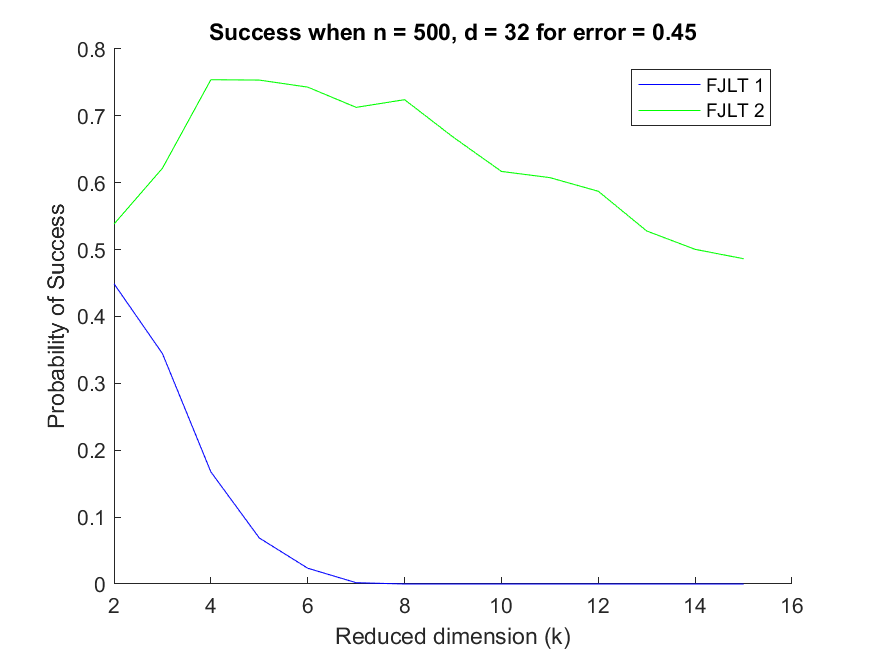 Success when n = 500, d = 32 for error = 0.45
FJLT 1
FJLT 2
Probability of Success
0.8
0.7
0.6
0.5
0.4
0.3
0.2
0.1
0
2 4 6 8 10 12 14 16
Reduced dimension (k)